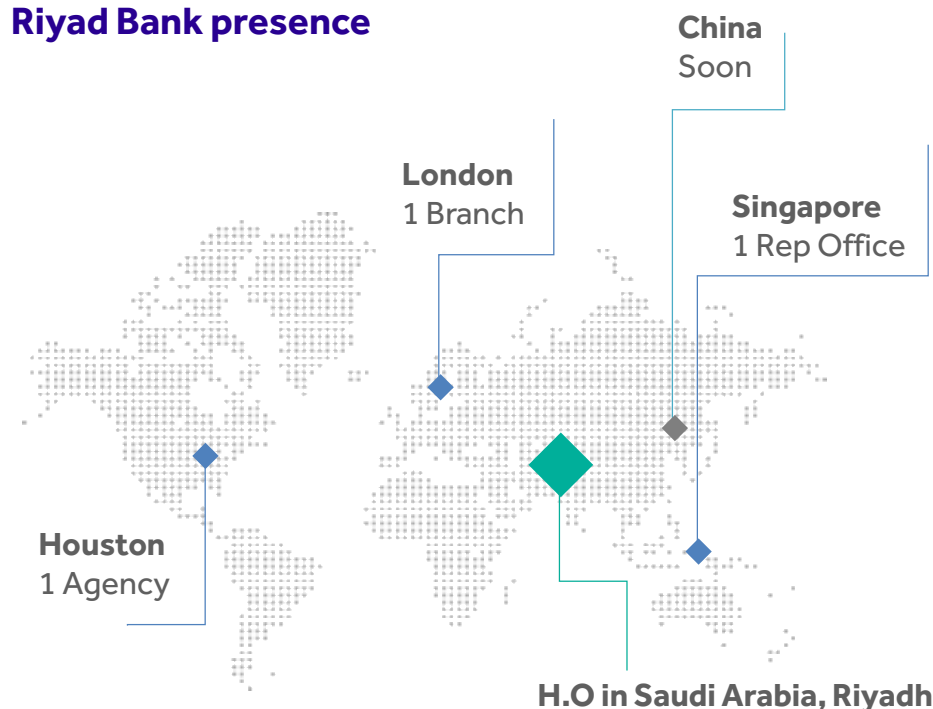 Riyad Bank presence
China
Soon
London
1 Branch
Singapore
1 Rep Office
Houston
1 Agency
H.O in Saudi Arabia, Riyadh